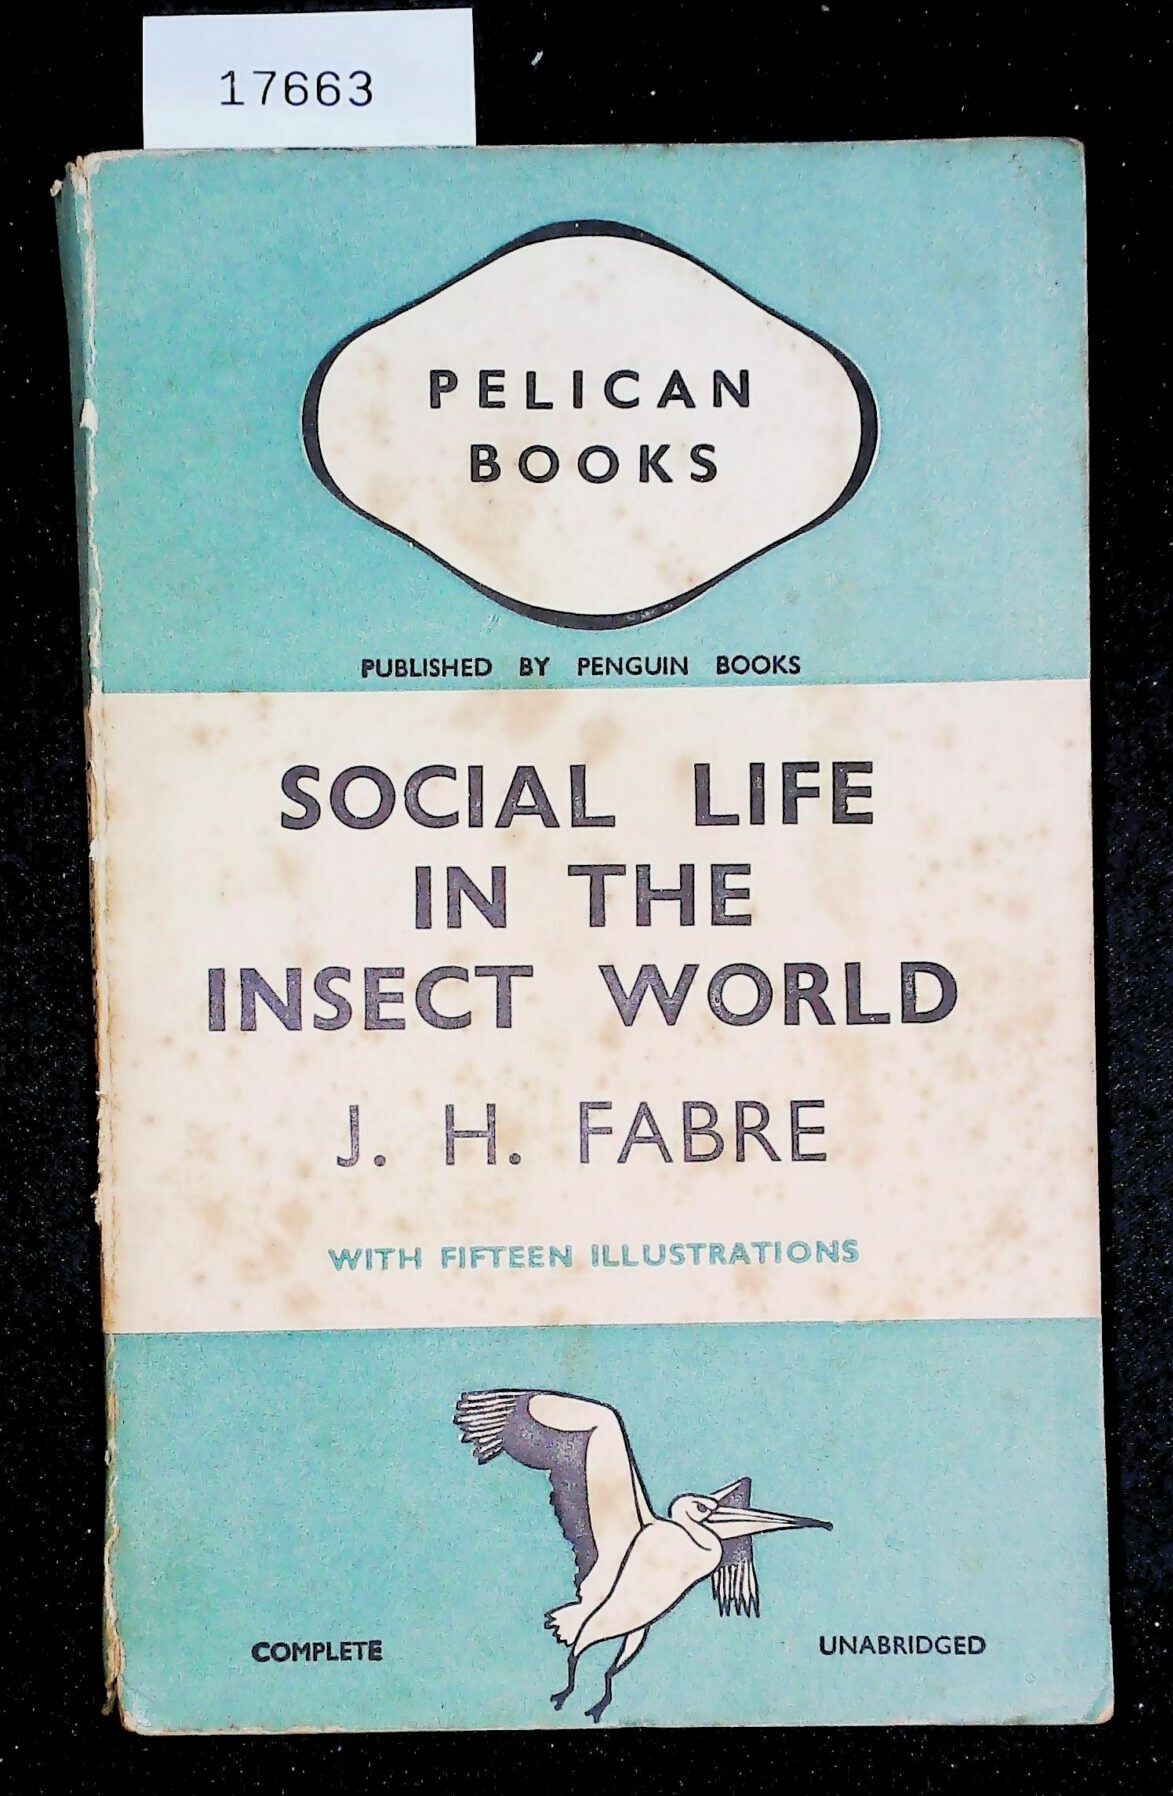 17663
PELICAN
BOOKS
PUBLISHED BY PENGUIN BOOKS
SOCIAL LIFE
IN THE
INSECT WORLD
J. H. FABRE
WITH FIFTEEN ILLUSTRATIONS
COMPLETE UNABRIDGED